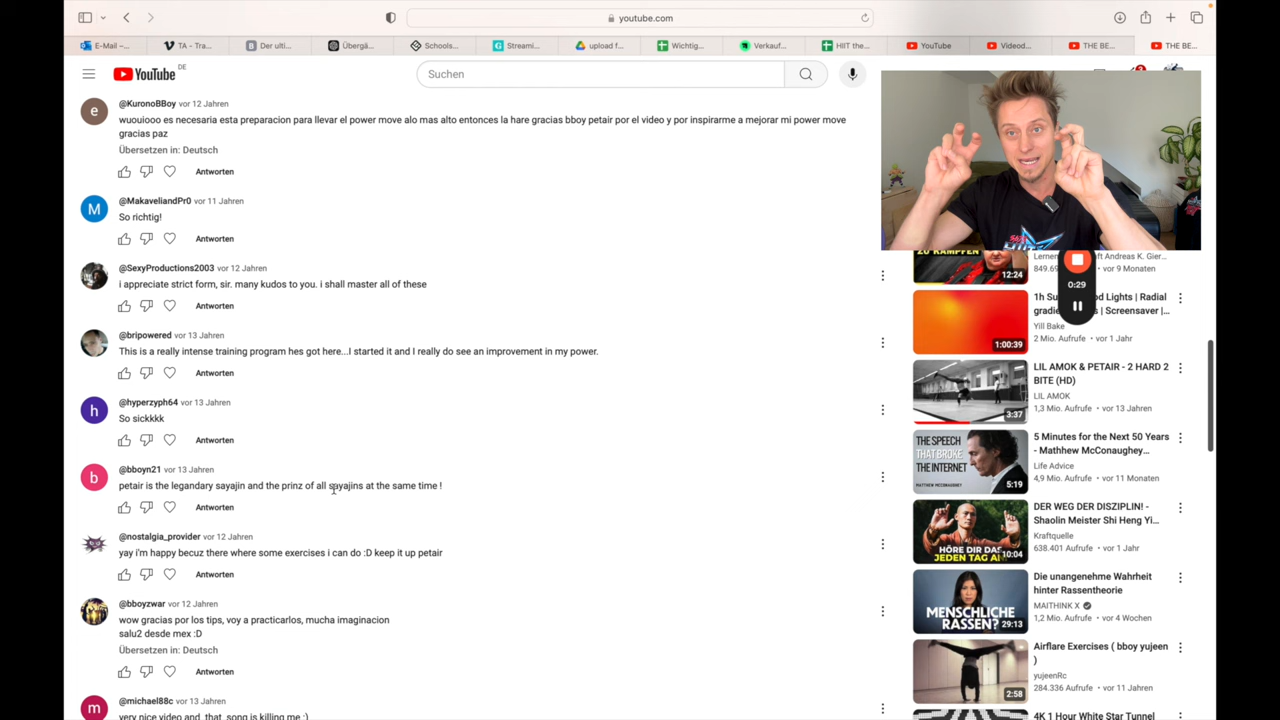 youtube.com
E-Mail –...
TA - Tra...
Der ulti...
Übergä...
Schools...
Streami...
upload f...
Wichtig...
Verkauf...
HIIT the...
YouTube
Videod...
THE BE...
THE BE...
YouTube DE
Suchen
@KuronoBBoy vor 12 Jahren
wuouiooo es necesaria esta preparacion para llevar el power move alo mas alto entonces la hare gracias bboy petair por el video y por inspirarme a mejorar mi power move
gracias paz
Übersetzen in: Deutsch
Antworten
@MakaveliandPr0 vor 11 Jahren
So richtig!
Antworten
@SexyProductions2003 vor 12 Jahren
i appreciate strict form, sir. many kudos to you. i shall master all of these
Antworten
@bripowered vor 13 Jahren
This is a really intense training program hes got here...I started it and I really do see an improvement in my power.
Antworten
@hyperzyph64 vor 13 Jahren
So sickkkk
Antworten
@bboyn21 vor 13 Jahren
petair is the legandary sayajin and the prinz of all sayajins at the same time !
Antworten
@nostalgia_provider vor 12 Jahren
yay i'm happy becuz there where some exercises i can do :D keep it up petair
Antworten
@bboyzwar vor 12 Jahren
wow gracias por los tips, voy a practicarlos, mucha imaginacion
salu2 desde mex :D
Übersetzen in: Deutsch
Antworten
@michael88c vor 13 Jahren
very nice video and, that, song is killing me :)
ZU KÄMPFEN
12:24
Andreas K. Gier...
vor 9 Monaten
0:29
1:00:39
Lights | Radial
| Screensaver |...
Yill Bake
2 Mio. Aufrufe • vor 1 Jahr
3:37
LIL AMOK & PETAIR - 2 HARD 2
BITE (HD)
LIL AMOK
1,3 Mio. Aufrufe • vor 13 Jahren
THE SPEECH
THAT BROKE
THE INTERNET
MATTHEW MCCONAUGHEY
5:19
5 Minutes for the Next 50 Years
- Mathhew McConaughey...
Life Advice
4,9 Mio. Aufrufe • vor 11 Monaten
HÖRE DIR DAS
JEDEN TAG AN
10:04
DER WEG DER DISZIPLIN! -
Shaolin Meister Shi Heng Yi...
Kraftquelle
638.401 Aufrufe • vor 1 Jahr
MENSCHLICHE
RASSEN?
29:13
Die unangenehme Wahrheit
hinter Rassentheorie
MAITHINK X
1,2 Mio. Aufrufe • vor 4 Wochen
2:58
Airflare Exercises ( bboy yujeen
)
yujeenRc
284.336 Aufrufe • vor 11 Jahren
4K 1 Hour White Star Tunnel